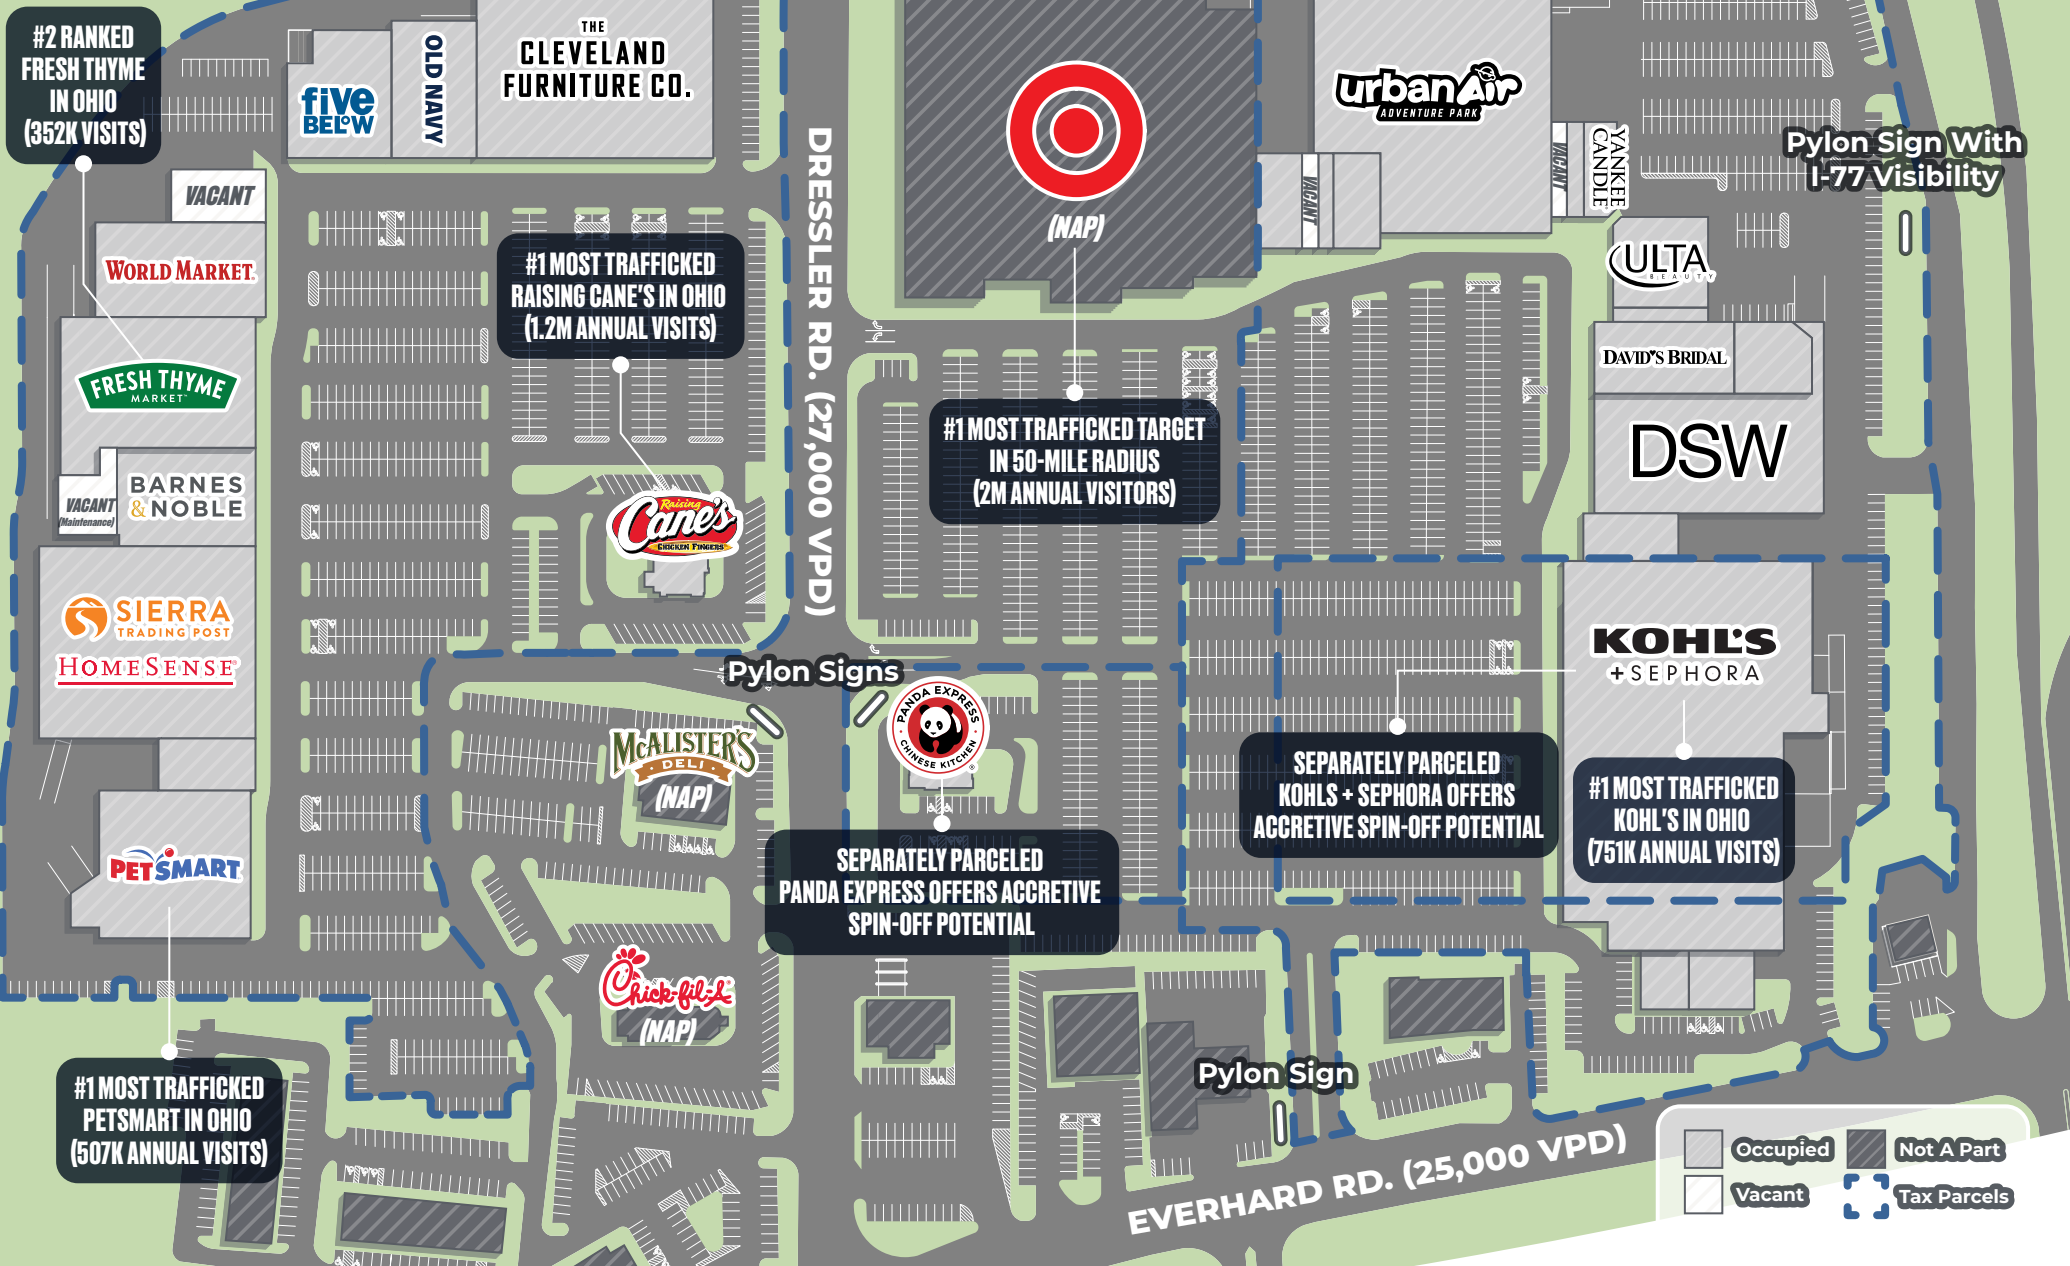 #2 RANKED
FRESH THYME
IN OHIO
(352K VISITS)
five
BEL°W
OLD NAVY
THE
CLEVELAND
FURNITURE CO.
DRESSLER RD. (27,000 VPD)
(NAP)
urbanAir
ADVENTURE PARK
VACANT
VACANT
YANKEE
CANDLE
Pylon Sign With
I-77 Visibility
VACANT
WORLD MARKET.
FRESH THYME
MARKET
VACANT
(Maintenance)
BARNES
&NOBLE
SIERRA
TRADING POST
HOMESENSE
PETSMART
#1 MOST TRAFFICKED
PETSMART IN OHIO
(507K ANNUAL VISITS)
#1 MOST TRAFFICKED
RAISING CANE'S IN OHIO
(1.2M ANNUAL VISITS)
Raising
Cane's
CHICKEN FINGERS
#1 MOST TRAFFICKED TARGET
IN 50-MILE RADIUS
(2M ANNUAL VISITORS)
ULTA
BEAUTY
DAVID'S BRIDAL
DSW
KOHL'S
+SEPHORA
Pylon Signs
McALISTER'S
DELI
(NAP)
PANDA EXPRESS
CHINESE KITCHEN
®
SEPARATELY PARCELED
PANDA EXPRESS OFFERS ACCRETIVE
SPIN-OFF POTENTIAL
SEPARATELY PARCELED
KOHLS + SEPHORA OFFERS
ACCRETIVE SPIN-OFF POTENTIAL
#1 MOST TRAFFICKED
KOHL'S IN OHIO
(751K ANNUAL VISITS)
Chick-fil-A
(NAP)
Pylon Sign
EVERHARD RD. (25,000 VPD)
Occupied
Not A Part
Vacant
Tax Parcels